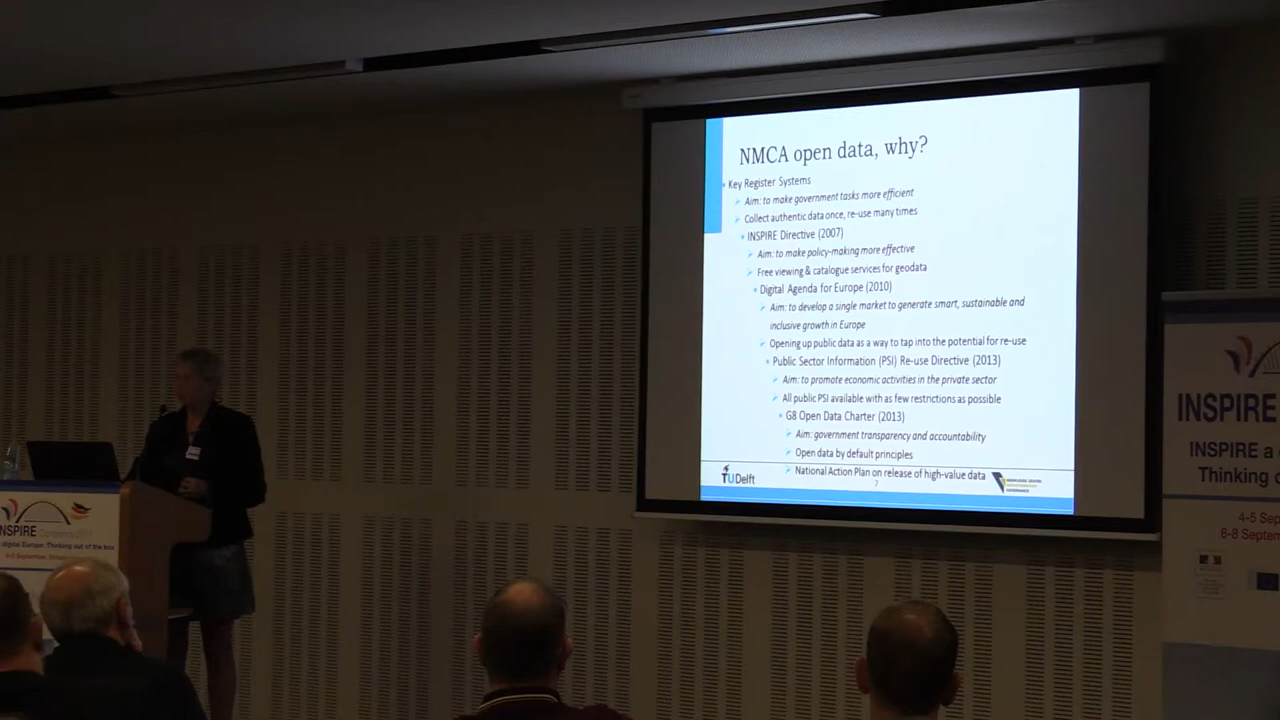 NMCA open data, why?
Key Register Systems
Aim: to make government tasks more efficient
Collect authentic data once, re-use many times
INSPIRE Directive (2007)
Aim: to make policy-making more effective
Free viewing & catalogue services for geodata
Digital Agenda for Europe (2010)
Aim: to develop a single market to generate smart, sustainable and
inclusive growth in Europe
Opening up public data as a way to tap into the potential for re-use
Public Sector Information (PSI) Re-use Directive (2013)
Aim: to promote economic activities in the private sector
All public PSI available with as few restrictions as possible
G8 Open Data Charter (2013)
Aim: government transparency and accountability
Open data by default principles
National Action Plan on release of high-value data
TUDelft
7
INSPIRE
INSPIRE a
Thinking o
4-5 Sep
6-8 Septem
INSPIRE
digital Europe: Thinking out of the box